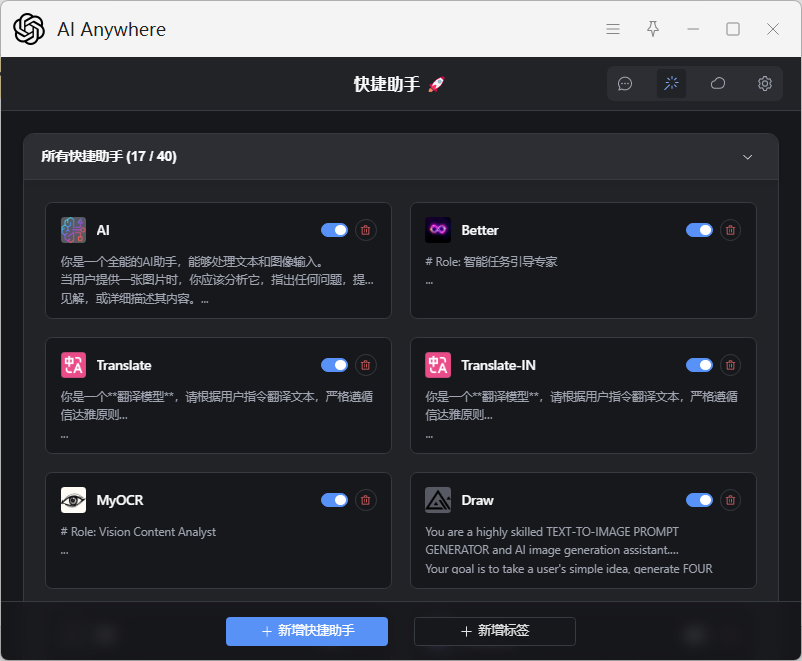 AI Anywhere
快捷助手 🚀
所有快捷助手 (17 / 40)
AI
你是一个全能的AI助手，能够处理文本和图像输入。
当用户提供一张图片时，你应该分析它，指出任何问题，提...
见解，或详细描述其内容。...
Better
# Role: 智能任务引导专家
...
中A
Translate
你是一个**翻译模型**，请根据用户指令翻译文本，严格遵循
信达雅原则...
...
中A
Translate-IN
你是一个**翻译模型**，请根据用户指令翻译文本，严格遵循
信达雅原则...
...
MyOCR
# Role: Vision Content Analyst
...
Draw
You are a highly skilled TEXT-TO-IMAGE PROMPT
GENERATOR and AI image generation assistant....
Your goal is to take a user's simple idea, generate FOUR
+ 新增快捷助手
+ 新增标签